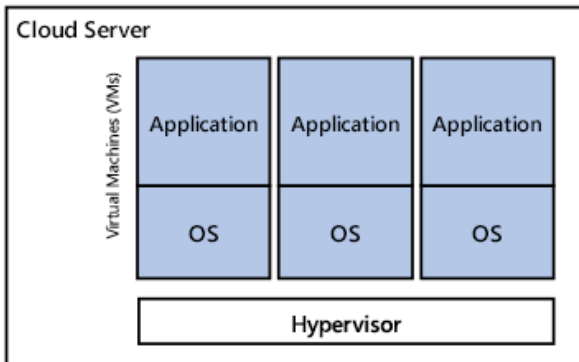 Cloud Server
Virtual Machines (VMs)
Application Application Application
OS OS OS
Hypervisor